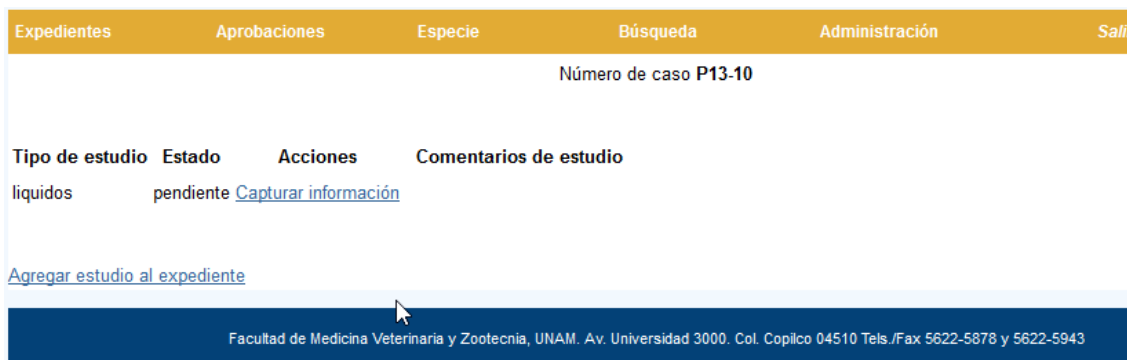 Expedientes Aprobaciones Especie Búsqueda Administración Sali
Número de caso P13-10
Tipo de estudio Estado Acciones Comentarios de estudio
liquidos pendiente Capturar información
Agregar estudio al expediente
Facultad de Medicina Veterinaria y Zootecnia, UNAM. Av. Universidad 3000. Col. Copilco 04510 Tels./Fax 5622-5878 y 5622-5943